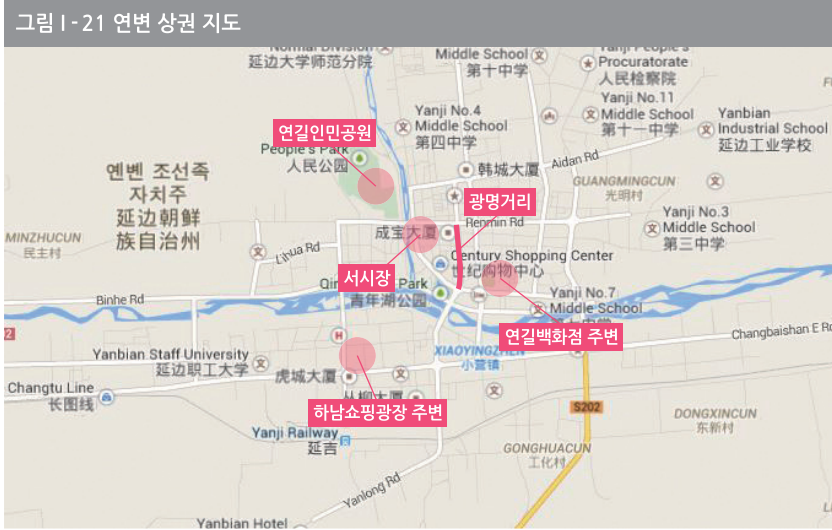 그림 I - 21 연변 상권 지도
Normal Division
延边大学师范分院
Middle School
第十中学
Yanji People's
Procuratorate
人民检察院
Yanji No.4
Middle School
第四中学
Yanji No.11
Middle School
第十一中学
Yanbian
Industrial School
延边工业学校
연길인민공원
People's Park
人民公园
韩城大厦
Aidan Rd
GUANGMINGCUN
光明村
옌볜 조선족
자치주
延边朝鲜
族自治州
광명거리
Renmin Rd
成宝大厦
Yanji No.3
Middle School
第三中学
MINZHUCUN
民主村
Lihua Rd
Century Shopping Center
世纪购物中心
서시장
Park
青年湖公园
Binhe Rd
Yanji No.7
Middle School
연길백화점 주변
Changbaishan E Rd
Yanbian Staff University
延边职工大学
XIAOYINGZHEN
小营镇
虎城大厦
Changtu Line
长图线
하남쇼핑광장 주변
S202
DONGXINCUN
东新村
Yanji Railway
延吉
GONGHUACUN
工化村
Yanlong Rd
Yanbian Hotel